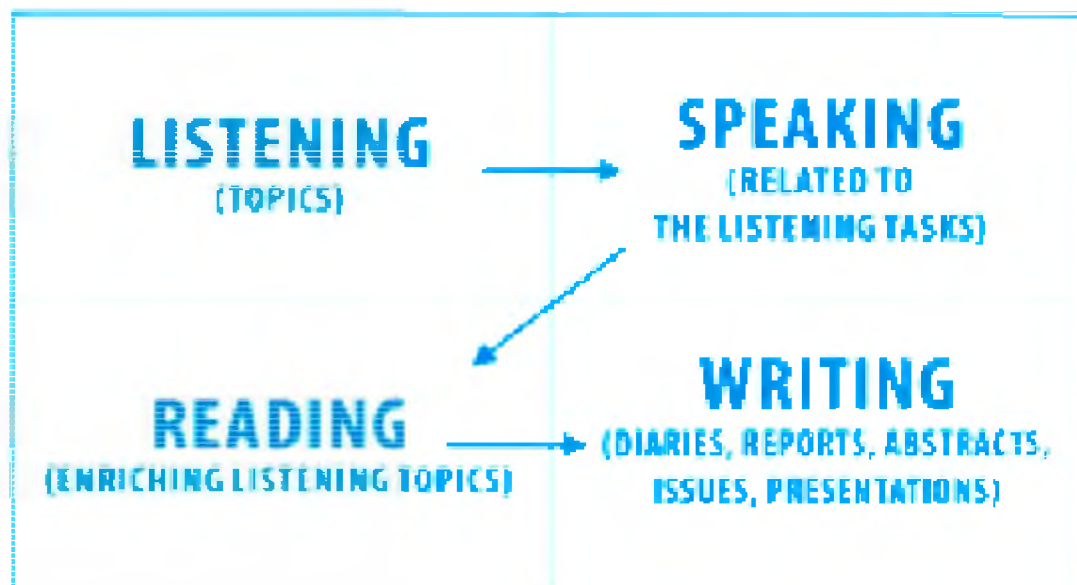 LISTENING
(TOPICS)
SPEAKING
(RELATED TO
THE LISTENING TASKS)
READING
(ENRICHING LISTENING TOPICS)
WRITING
(DIARIES, REPORTS, ABSTRACTS,
ISSUES, PRESENTATIONS)